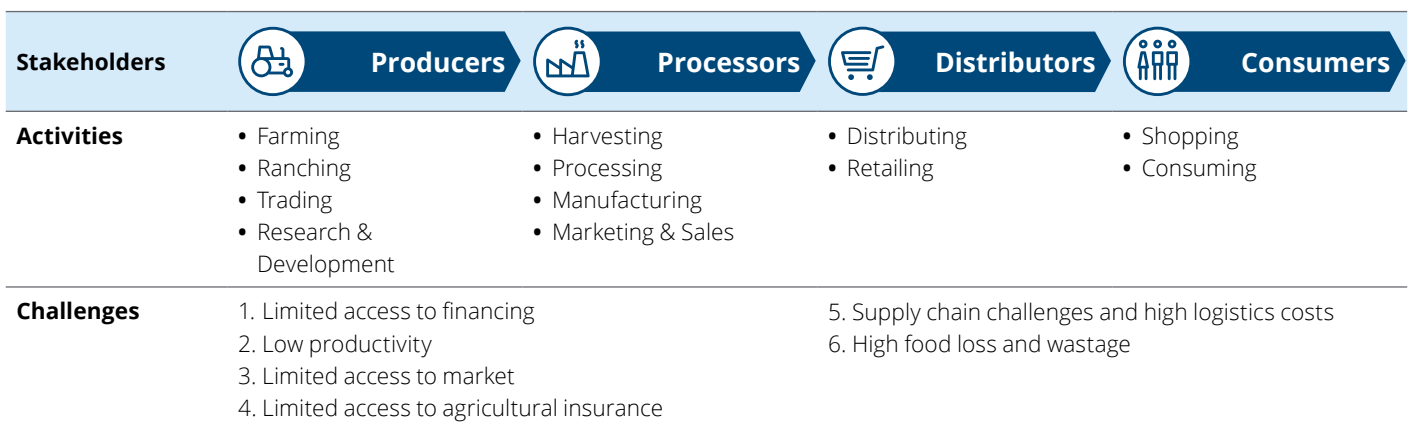 Stakeholders
Producers
Processors
Distributors
Consumers
Activities
• Farming
• Ranching
• Trading
• Research &
Development
• Harvesting
• Processing
• Manufacturing
• Marketing & Sales
• Distributing
• Retailing
• Shopping
• Consuming
Challenges
1. Limited access to financing
2. Low productivity
3. Limited access to market
4. Limited access to agricultural insurance
5. Supply chain challenges and high logistics costs
6. High food loss and wastage